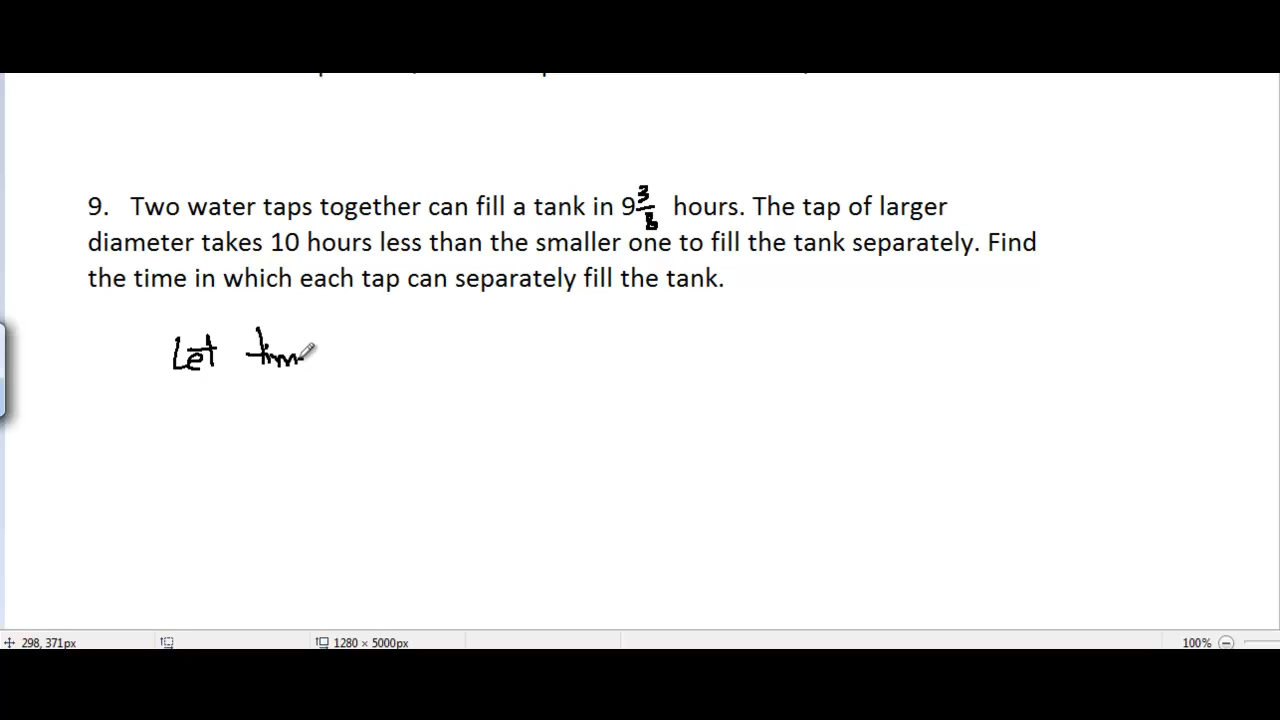 9. Two water taps together can fill a tank in 9 3/8 hours. The tap of larger
diameter takes 10 hours less than the smaller one to fill the tank separately. Find
the time in which each tap can separately fill the tank.
Let tim
298, 371px 1280 × 5000px 100%